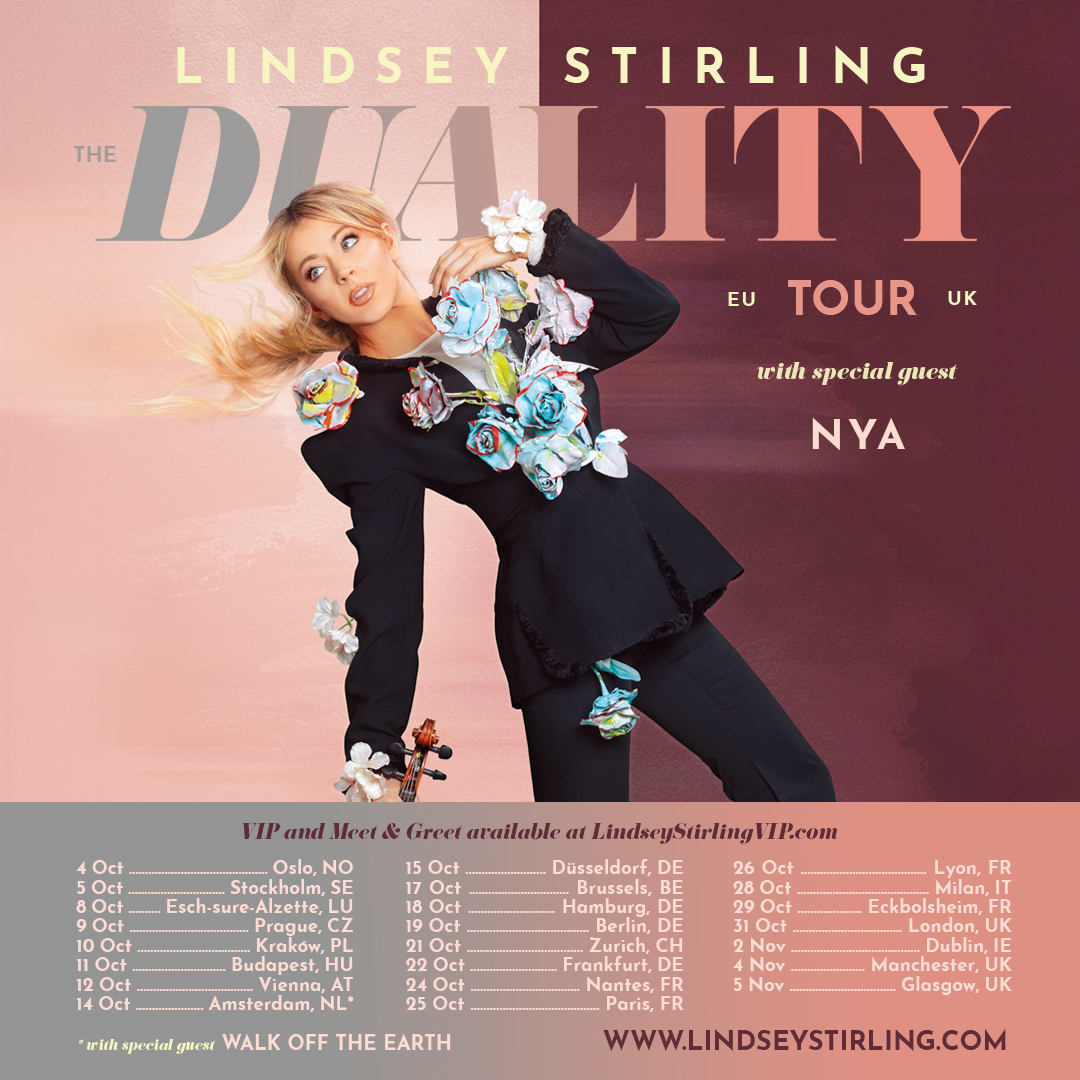 LINDSEY STIRLING
THE DUALITY
EU TOUR UK
with special guest
NYA
VIP and Meet & Greet available at LindseyStirlingVIP.com
4 Oct Oslo, NO
5 Oct Stockholm, SE
8 Oct Esch-sure-Alzette, LU
9 Oct Prague, CZ
10 Oct Kraków, PL
11 Oct Budapest, HU
12 Oct Vienna, AT
14 Oct Amsterdam, NL*
15 Oct Düsseldorf, DE
17 Oct Brussels, BE
18 Oct Hamburg, DE
19 Oct Berlin, DE
21 Oct Zurich, CH
22 Oct Frankfurt, DE
24 Oct Nantes, FR
25 Oct Paris, FR
26 Oct Lyon, FR
28 Oct Milan, IT
29 Oct Eckbolsheim, FR
31 Oct London, UK
2 Nov Dublin, IE
4 Nov Manchester, UK
5 Nov Glasgow, UK
* with special guest WALK OFF THE EARTH
WWW.LINDSEYSTIRLING.COM